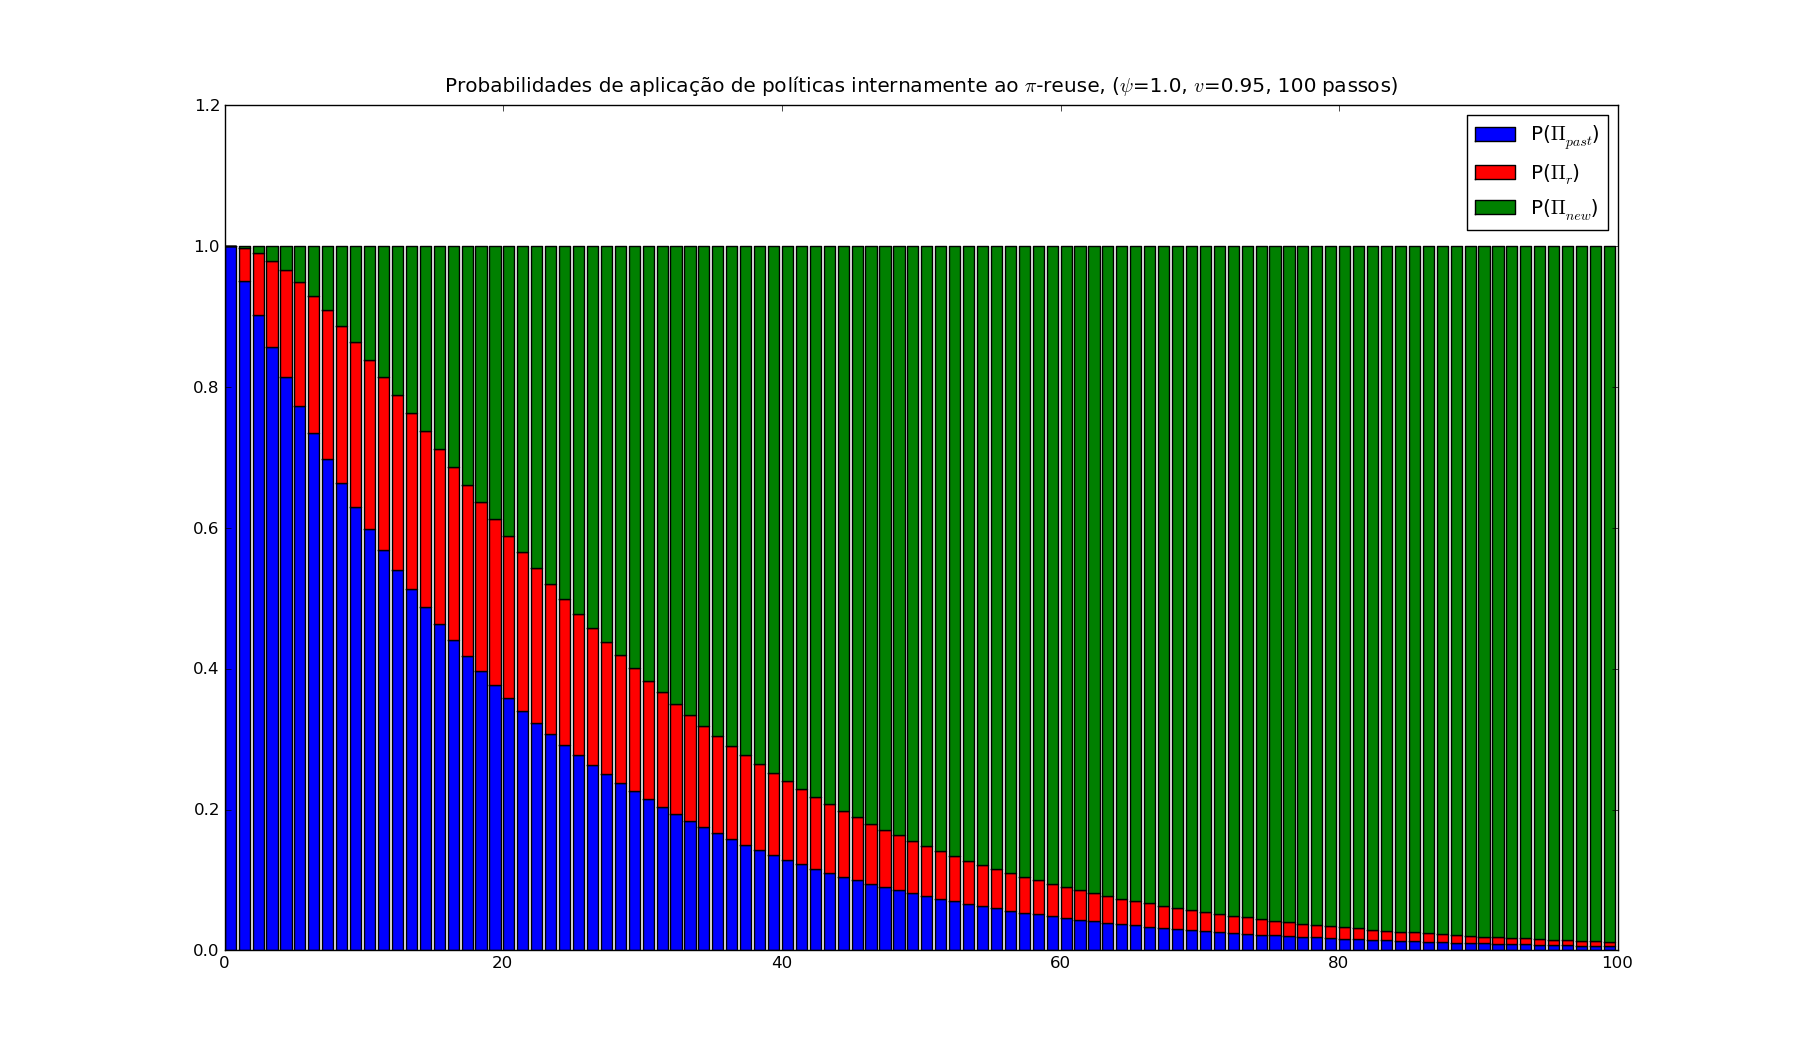 Probabilidades de aplicação de políticas internamente ao π-reuse, (ψ=1.0, v=0.95, 100 passos)
1.2
P(Π_past)
P(Π_r)
P(Π_new)
1.0
0.8
0.6
0.4
0.2
0.0
0 20 40 60 80 100